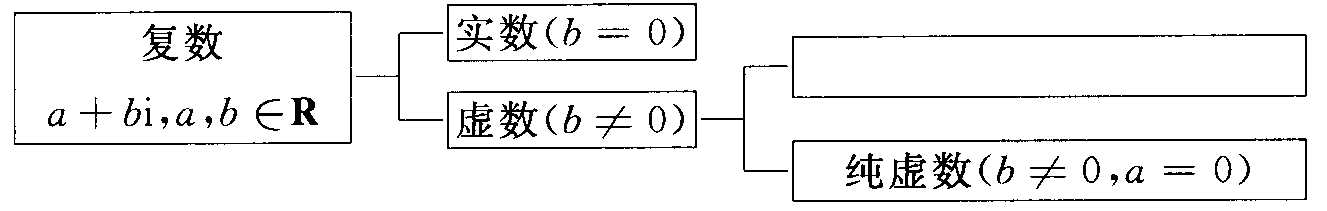 复数
a + bi, a, b ∈ R
实数(b = 0)
虚数(b ≠ 0)
纯虚数(b ≠ 0, a = 0)